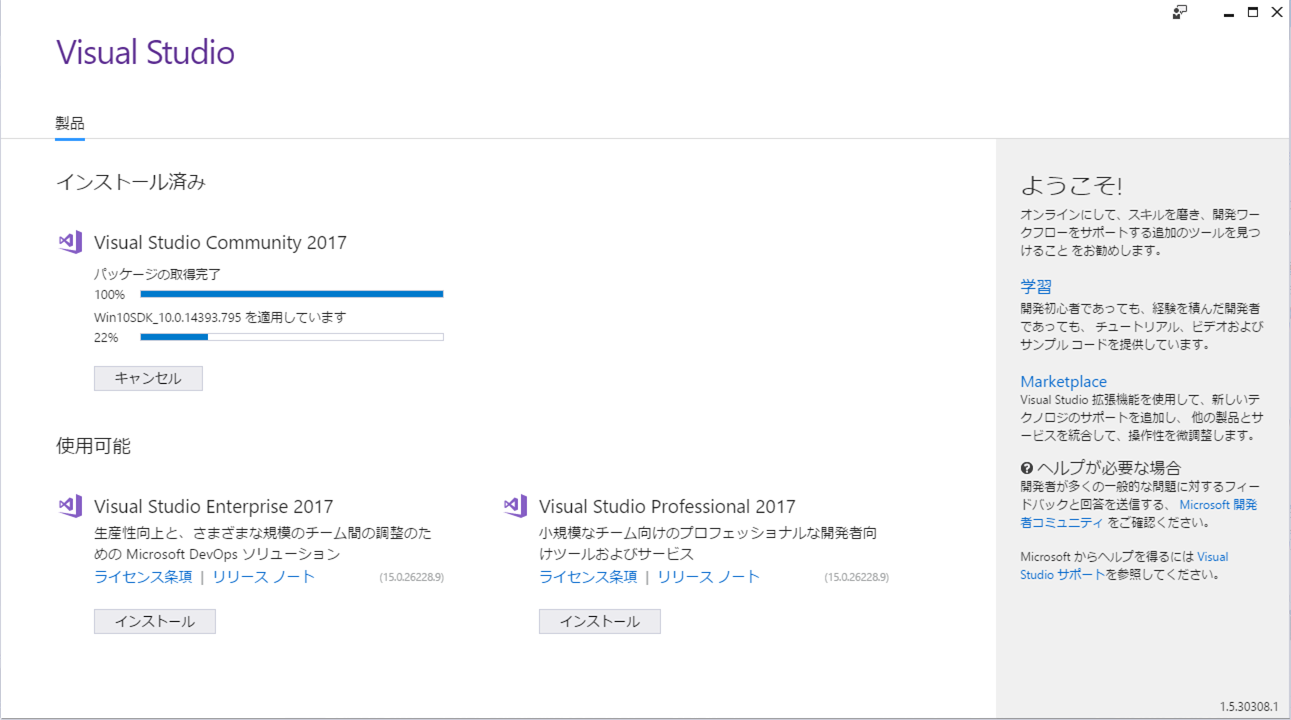 Visual Studio
製品
インストール済み
Visual Studio Community 2017
パッケージの取得完了
100%
Win10SDK_10.0.14393.795 を適用しています
22%
キャンセル
使用可能
Visual Studio Enterprise 2017
生産性向上と、さまざまな規模のチーム間の調整のた
めの Microsoft DevOps ソリューション
ライセンス条項 | リリース ノート (15.0.26228.9)
インストール
Visual Studio Professional 2017
小規模なチーム向けのプロフェッショナルな開発者向
けツールおよびサービス
ライセンス条項 | リリース ノート (15.0.26228.9)
インストール
ようこそ!
オンラインにして、スキルを磨き、開発ワー
クフローをサポートする追加のツールを見つ
けること をお勧めします。
学習
開発初心者であっても、経験を積んだ開発者
であっても、 チュートリアル、ビデオおよび
サンプル コードを提供しています。
Marketplace
Visual Studio 拡張機能を使用して、新しいテ
クノロジのサポートを追加し、 他の製品とサ
ービスを統合して、操作性を微調整します。
ヘルプが必要な場合
開発者が多くの一般的な問題に対するフィー
ドバックと回答を送信する、 Microsoft 開発
者コミュニティ をご確認ください。
Microsoft からヘルプを得るには Visual
Studio サポートを参照してください。
1.5.30308.1